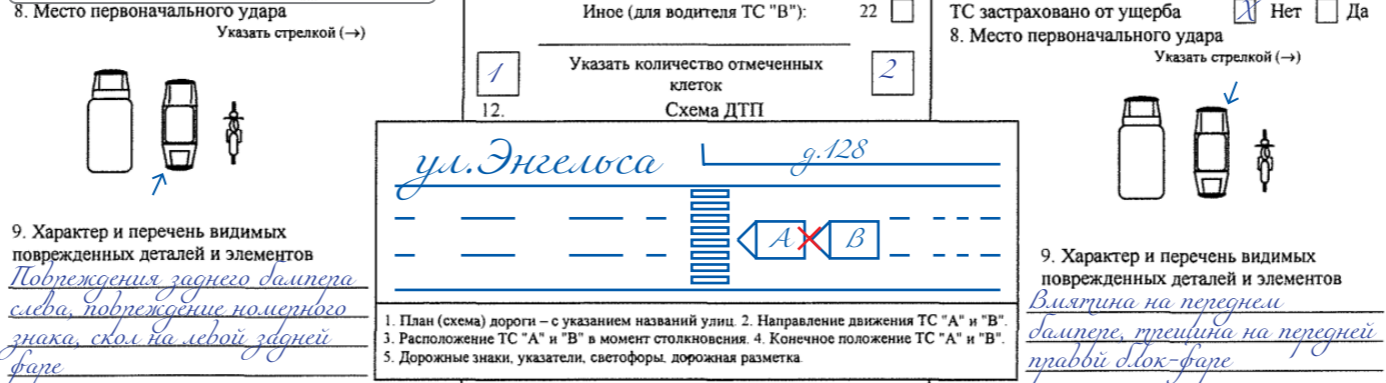 8. Место первоначального удара
Указать стрелкой (→)
9. Характер и перечень видимых
поврежденных деталей и элементов
Повреждения заднего бампера
слева, повреждение номерного
знака, скол на левой задней
фаре
Иное (для водителя ТС "В"): 22
1 Указать количество отмеченных 2
клеток
12. Схема ДТП
ул.Энгельса д.128
А В
1. План (схема) дороги – с указанием названий улиц. 2. Направление движения ТС "А" и "В".
3. Расположение ТС "А" и "В" в момент столкновения. 4. Конечное положение ТС "А" и "В".
5. Дорожные знаки, указатели, светофоры, дорожная разметка.
ТС застраховано от ущерба X Нет Да
8. Место первоначального удара
Указать стрелкой (→)
9. Характер и перечень видимых
поврежденных деталей и элементов
Вмятина на переднем
бампере, трещина на передней
правой блок-фаре